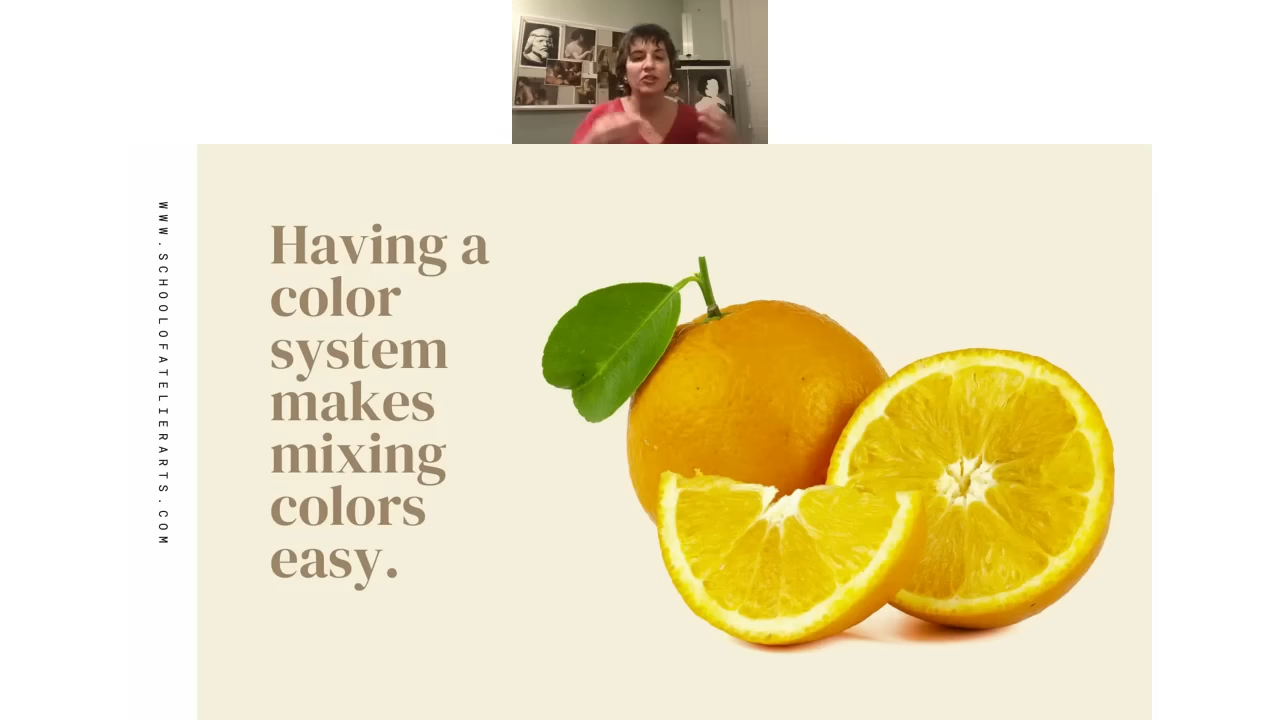 WWW.SCHOOLOFATELIERARTS.COM
Having a
color
system
makes
mixing
colors
easy.